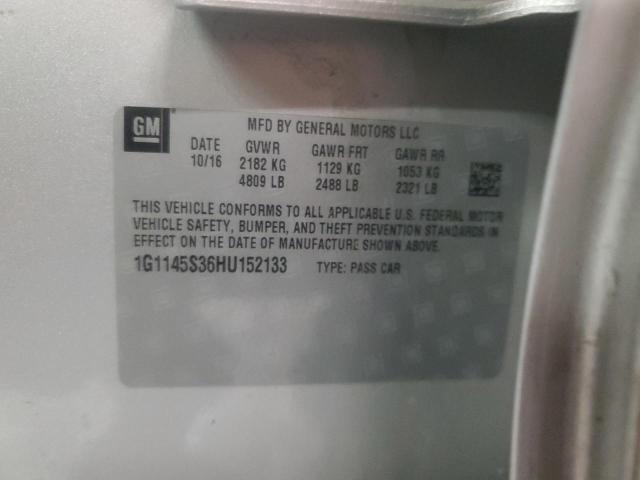 GM
MFD BY GENERAL MOTORS LLC
DATE GVWR GAWR FRT GAWR RR
10/16 2182 KG 1129 KG 1053 KG
4809 LB 2488 LB 2321 LB
THIS VEHICLE CONFORMS TO ALL APPLICABLE U.S. FEDERAL MOTOR
VEHICLE SAFETY, BUMPER, AND THEFT PREVENTION STANDARDS IN
EFFECT ON THE DATE OF MANUFACTURE SHOWN ABOVE.
1G1145S36HU152133 TYPE: PASS CAR